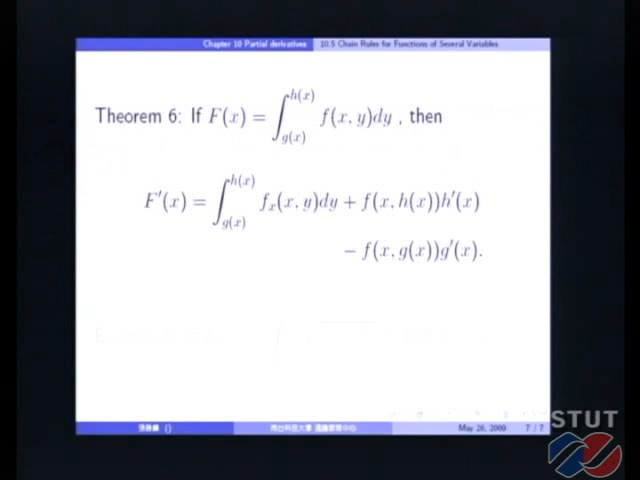 Chapter 10 Partial derivatives 10.5 Chain Rules for Functions of Several Variables
Theorem 6: If F(x) = ∫_{g(x)}^{h(x)} f(x, y)dy , then
F′(x) = ∫_{g(x)}^{h(x)} f_x(x, y)dy + f(x, h(x))h′(x)
− f(x, g(x))g′(x).
May 26, 2009 7 / 7
STUT